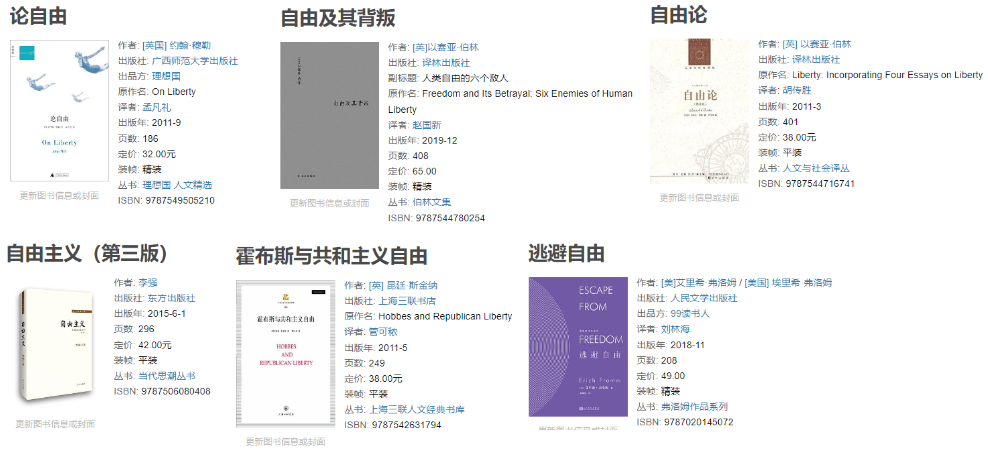 论自由
论自由
On Liberty
作者: [英国] 约翰·穆勒
出版社: 广西师范大学出版社
出品方: 理想国
原作名: On Liberty
译者: 孟凡礼
出版年: 2011-9
页数: 186
定价: 32.00元
装帧: 精装
丛书: 理想国 人文精选
ISBN: 9787549505210
更新图书信息或封面
自由及其背叛
自由及其背叛
作者: [英]以赛亚·伯林
出版社: 译林出版社
副标题: 人类自由的六个敌人
原作名: Freedom and Its Betrayal: Six Enemies of Human
Liberty
译者: 赵国新
出版年: 2019-12
页数: 408
定价: 65.00
装帧: 精装
丛书: 伯林文集
ISBN: 9787544780254
更新图书信息或封面
自由论
自由论
作者: [英] 以赛亚·伯林
出版社: 译林出版社
原作名: Liberty: Incorporating Four Essays on Liberty
译者: 胡传胜
出版年: 2011-3
页数: 401
定价: 38.00元
装帧: 平装
丛书: 人文与社会译丛
ISBN: 9787544716741
更新图书信息或封面
自由主义（第三版）
自由主义
作者: 李强
出版社: 东方出版社
出版年: 2015-6-1
页数: 296
定价: 42.00元
装帧: 平装
丛书: 当代思潮丛书
ISBN: 9787506080408
更新图书信息或封面
霍布斯与共和主义自由
霍布斯与共和主义自由
HOBBES
AND
REPUBLICAN LIBERTY
作者: [英] 昆廷·斯金纳
出版社: 上海三联书店
原作名: Hobbes and Republican Liberty
译者: 管可秾
出版年: 2011-5
页数: 249
定价: 38.00元
装帧: 平装
丛书: 上海三联人文经典书库
ISBN: 9787542631794
更新图书信息或封面
逃避自由
ESCAPE
FROM
FREEDOM
逃避自由
Erich Fromm
作者: [美]艾里希 弗洛姆 / [美国] 埃里希 弗洛姆
出版社: 人民文学出版社
出品方: 99读书人
译者: 刘林海
出版年: 2018-11
页数: 208
定价: 49.00
装帧: 精装
丛书: 弗洛姆作品系列
ISBN: 9787020145072
更新图书信息或封面